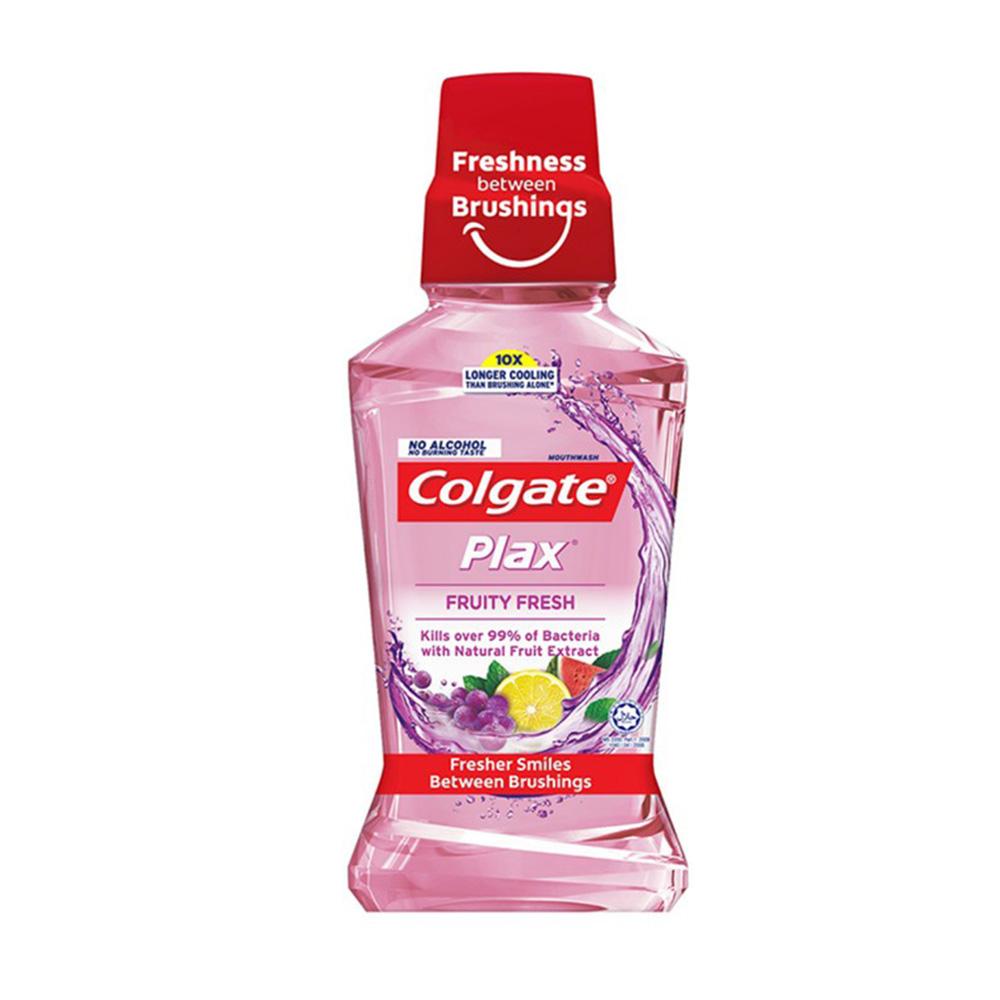 Freshness
between
Brushings
10X
LONGER COOLING
THAN BRUSHING ALONE*
NO ALCOHOL
NO BURNING TASTE
MOUTHWASH
Colgate®
Plax®
FRUITY FRESH
Kills over 99% of Bacteria
with Natural Fruit Extract
Fresher Smiles
Between Brushings